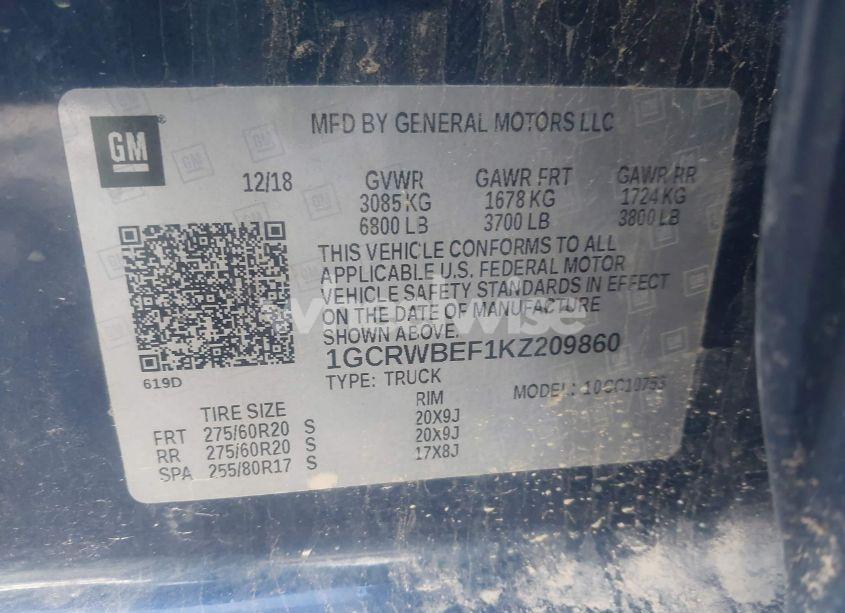 GM
MFD BY GENERAL MOTORS LLC
12/18 GVWR GAWR FRT GAWR RR
3085 KG 1678 KG 1724 KG
6800 LB 3700 LB 3800 LB
THIS VEHICLE CONFORMS TO ALL
APPLICABLE U.S. FEDERAL MOTOR
VEHICLE SAFETY STANDARDS IN EFFECT
ON THE DATE OF MANUFACTURE
SHOWN ABOVE.
1GCRWBEF1KZ209860
619D
TYPE: TRUCK MODEL:
TIRE SIZE RIM
FRT 275/60R20 S 20X9J
RR 275/60R20 S 20X9J
SPA 255/80R17 S 17X8J